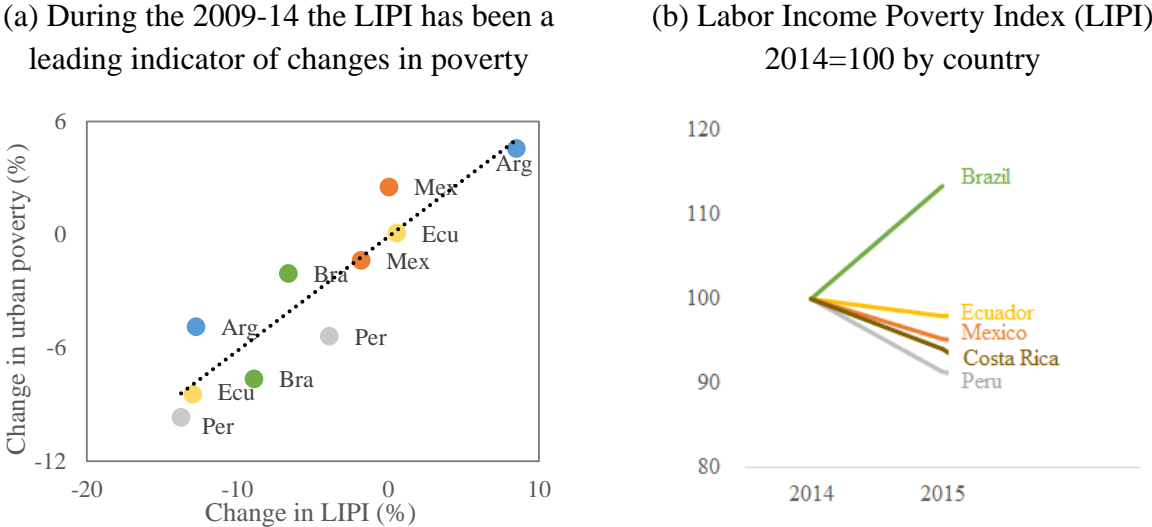 (a) During the 2009-14 the LIPI has been a
leading indicator of changes in poverty
6
0
-6
-12
-20
-10
0
10
Change in urban poverty (%)
Change in LIPI (%)
Arg
Mex
Ecu
Mex
Bra
Arg
Per
Bra
Ecu
Per
(b) Labor Income Poverty Index (LIPI)
2014=100 by country
120
110
100
90
80
2014
2015
Brazil
Ecuador
Mexico
Costa Rica
Peru